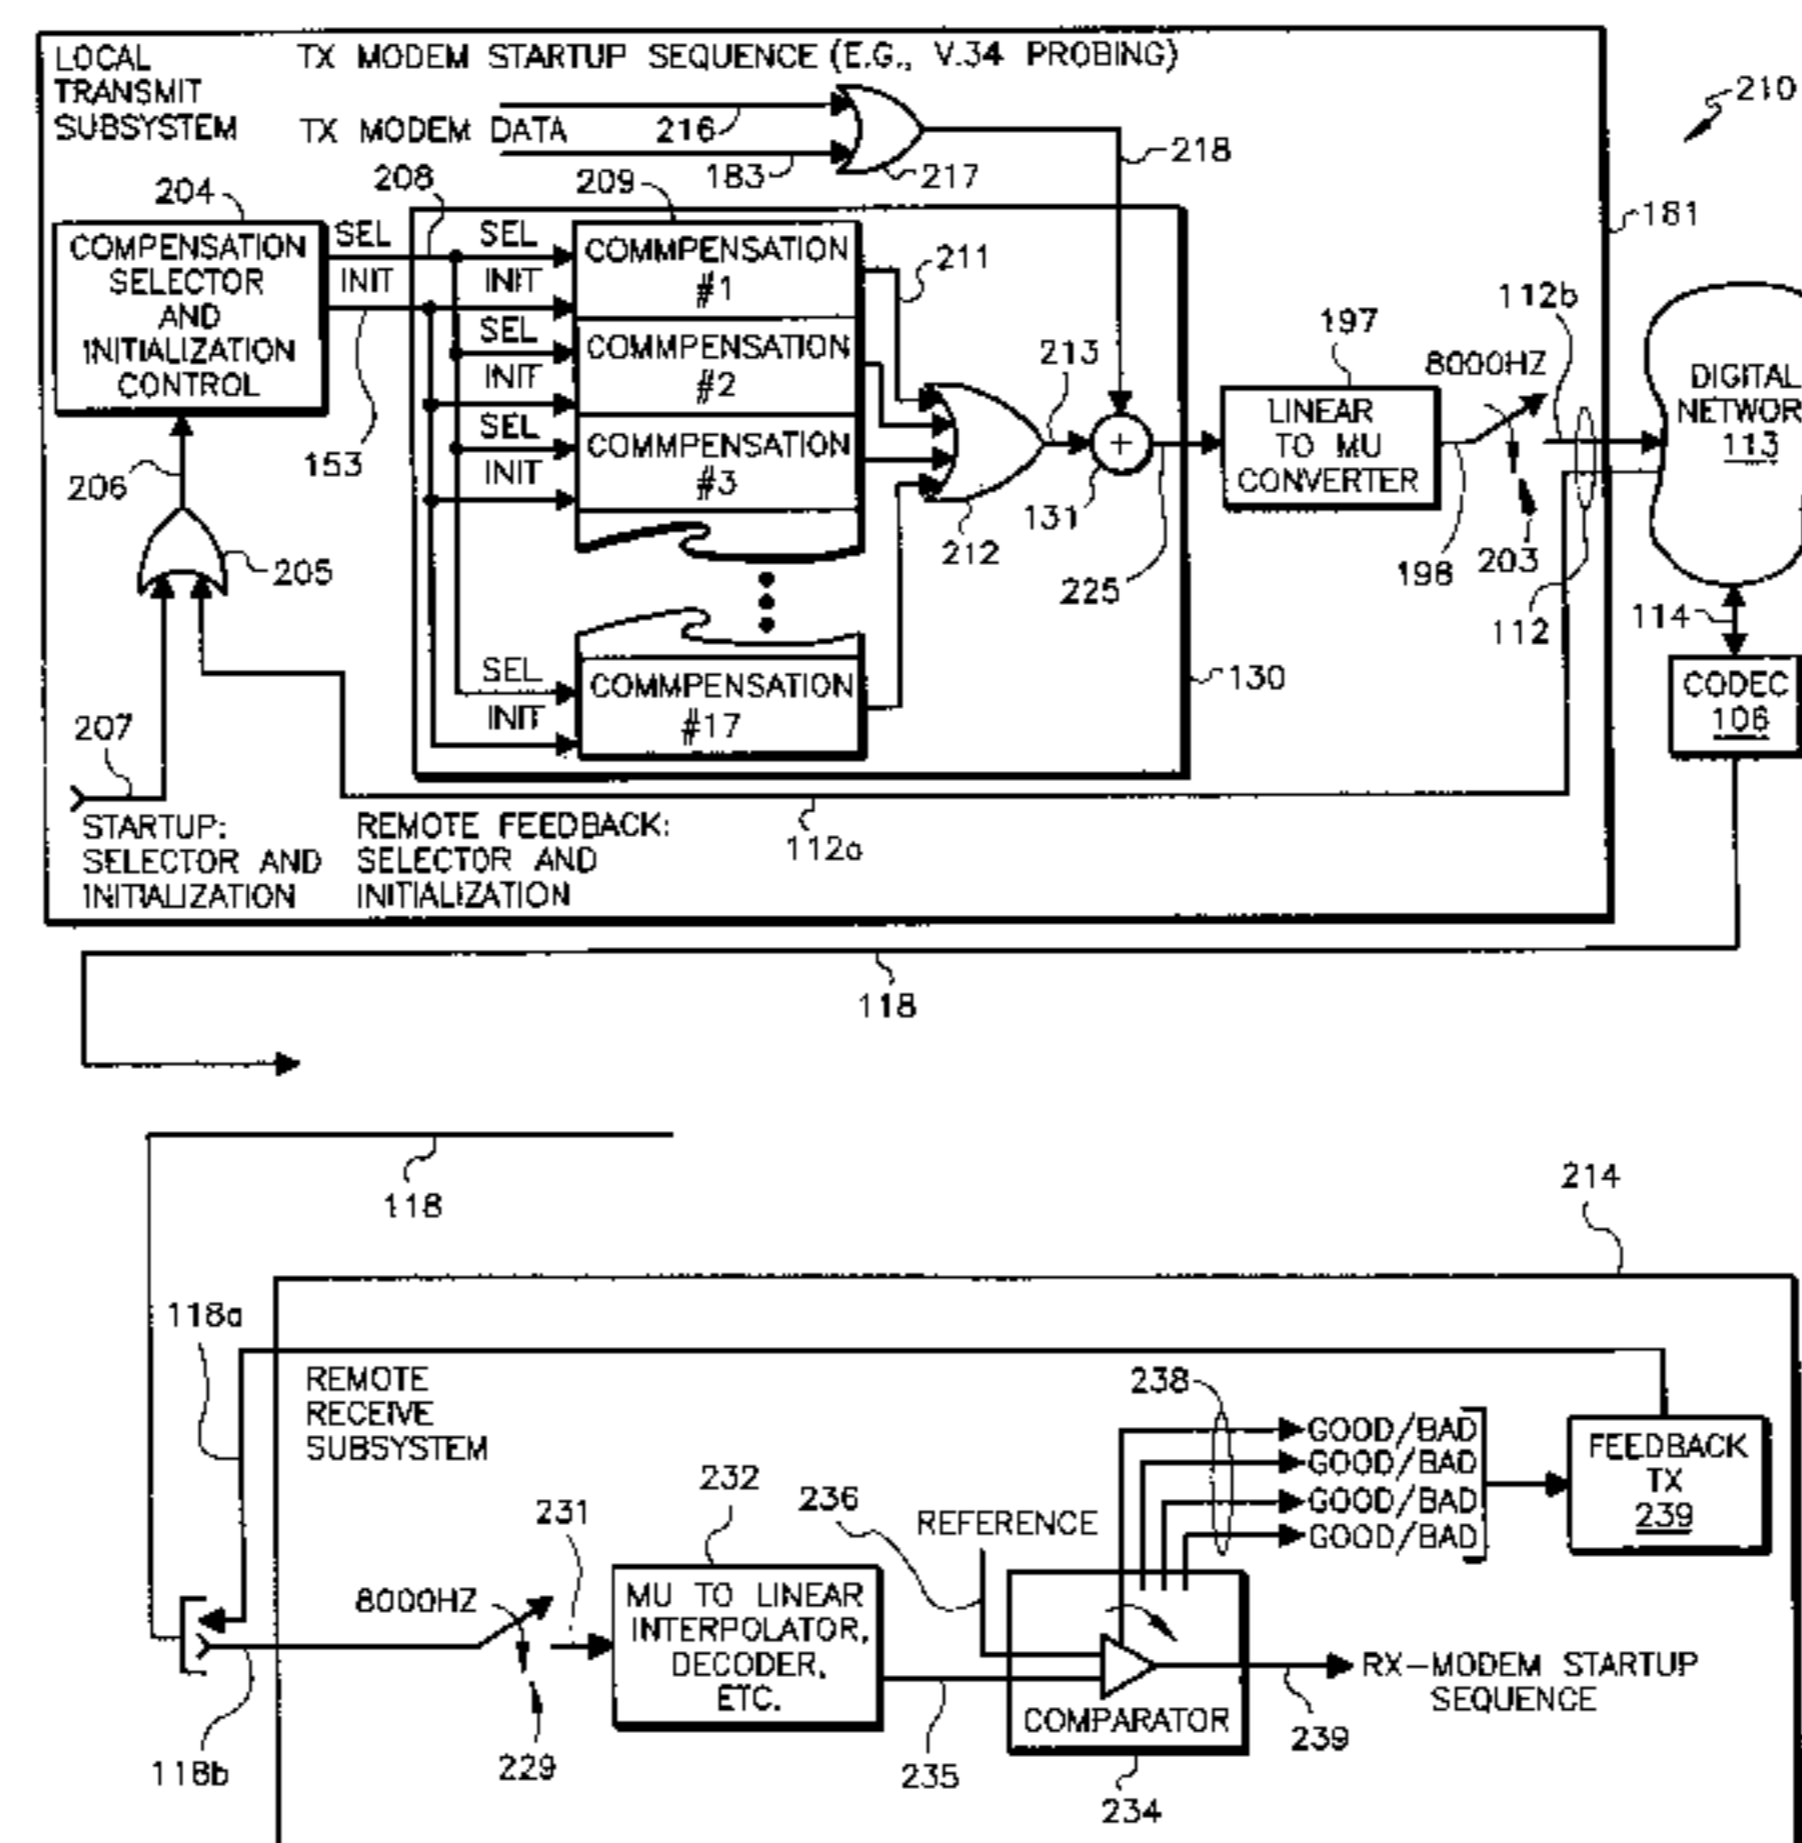 LOCAL TRANSMIT SUBSYSTEM
TX MODEM STARTUP SEQUENCE (E.G., V.34 PROBING)
TX MODEM DATA
216
183
217
218
210
181
204
208
209
COMPENSATION
SELECTOR
AND
INITIALIZATION
CONTROL
SEL
INIT
SEL
INIT
SEL
INIT
SEL
INIT
COMMPENSATION
#1
COMMPENSATION
#2
COMMPENSATION
#3
211
213
212
131
225
197
LINEAR
TO MU
CONVERTER
8000HZ
112b
198
203
112
DIGITAL
NETWOR
113
114
CODEC
106
153
206
205
207
SEL
INIT
COMMPENSATION
#17
130
STARTUP:
SELECTOR AND
INITIALIZATION
REMOTE FEEDBACK:
SELECTOR AND
INITIALIZATION
112a
118
118
214
118a
REMOTE
RECEIVE
SUBSYSTEM
238
GOOD/BAD
GOOD/BAD
GOOD/BAD
GOOD/BAD
FEEDBACK
TX
239
232
236
REFERENCE
231
8000HZ
MU TO LINEAR
INTERPOLATOR,
DECODER,
ETC.
COMPARATOR
RX-MODEM STARTUP
SEQUENCE
239
235
234
229
118b